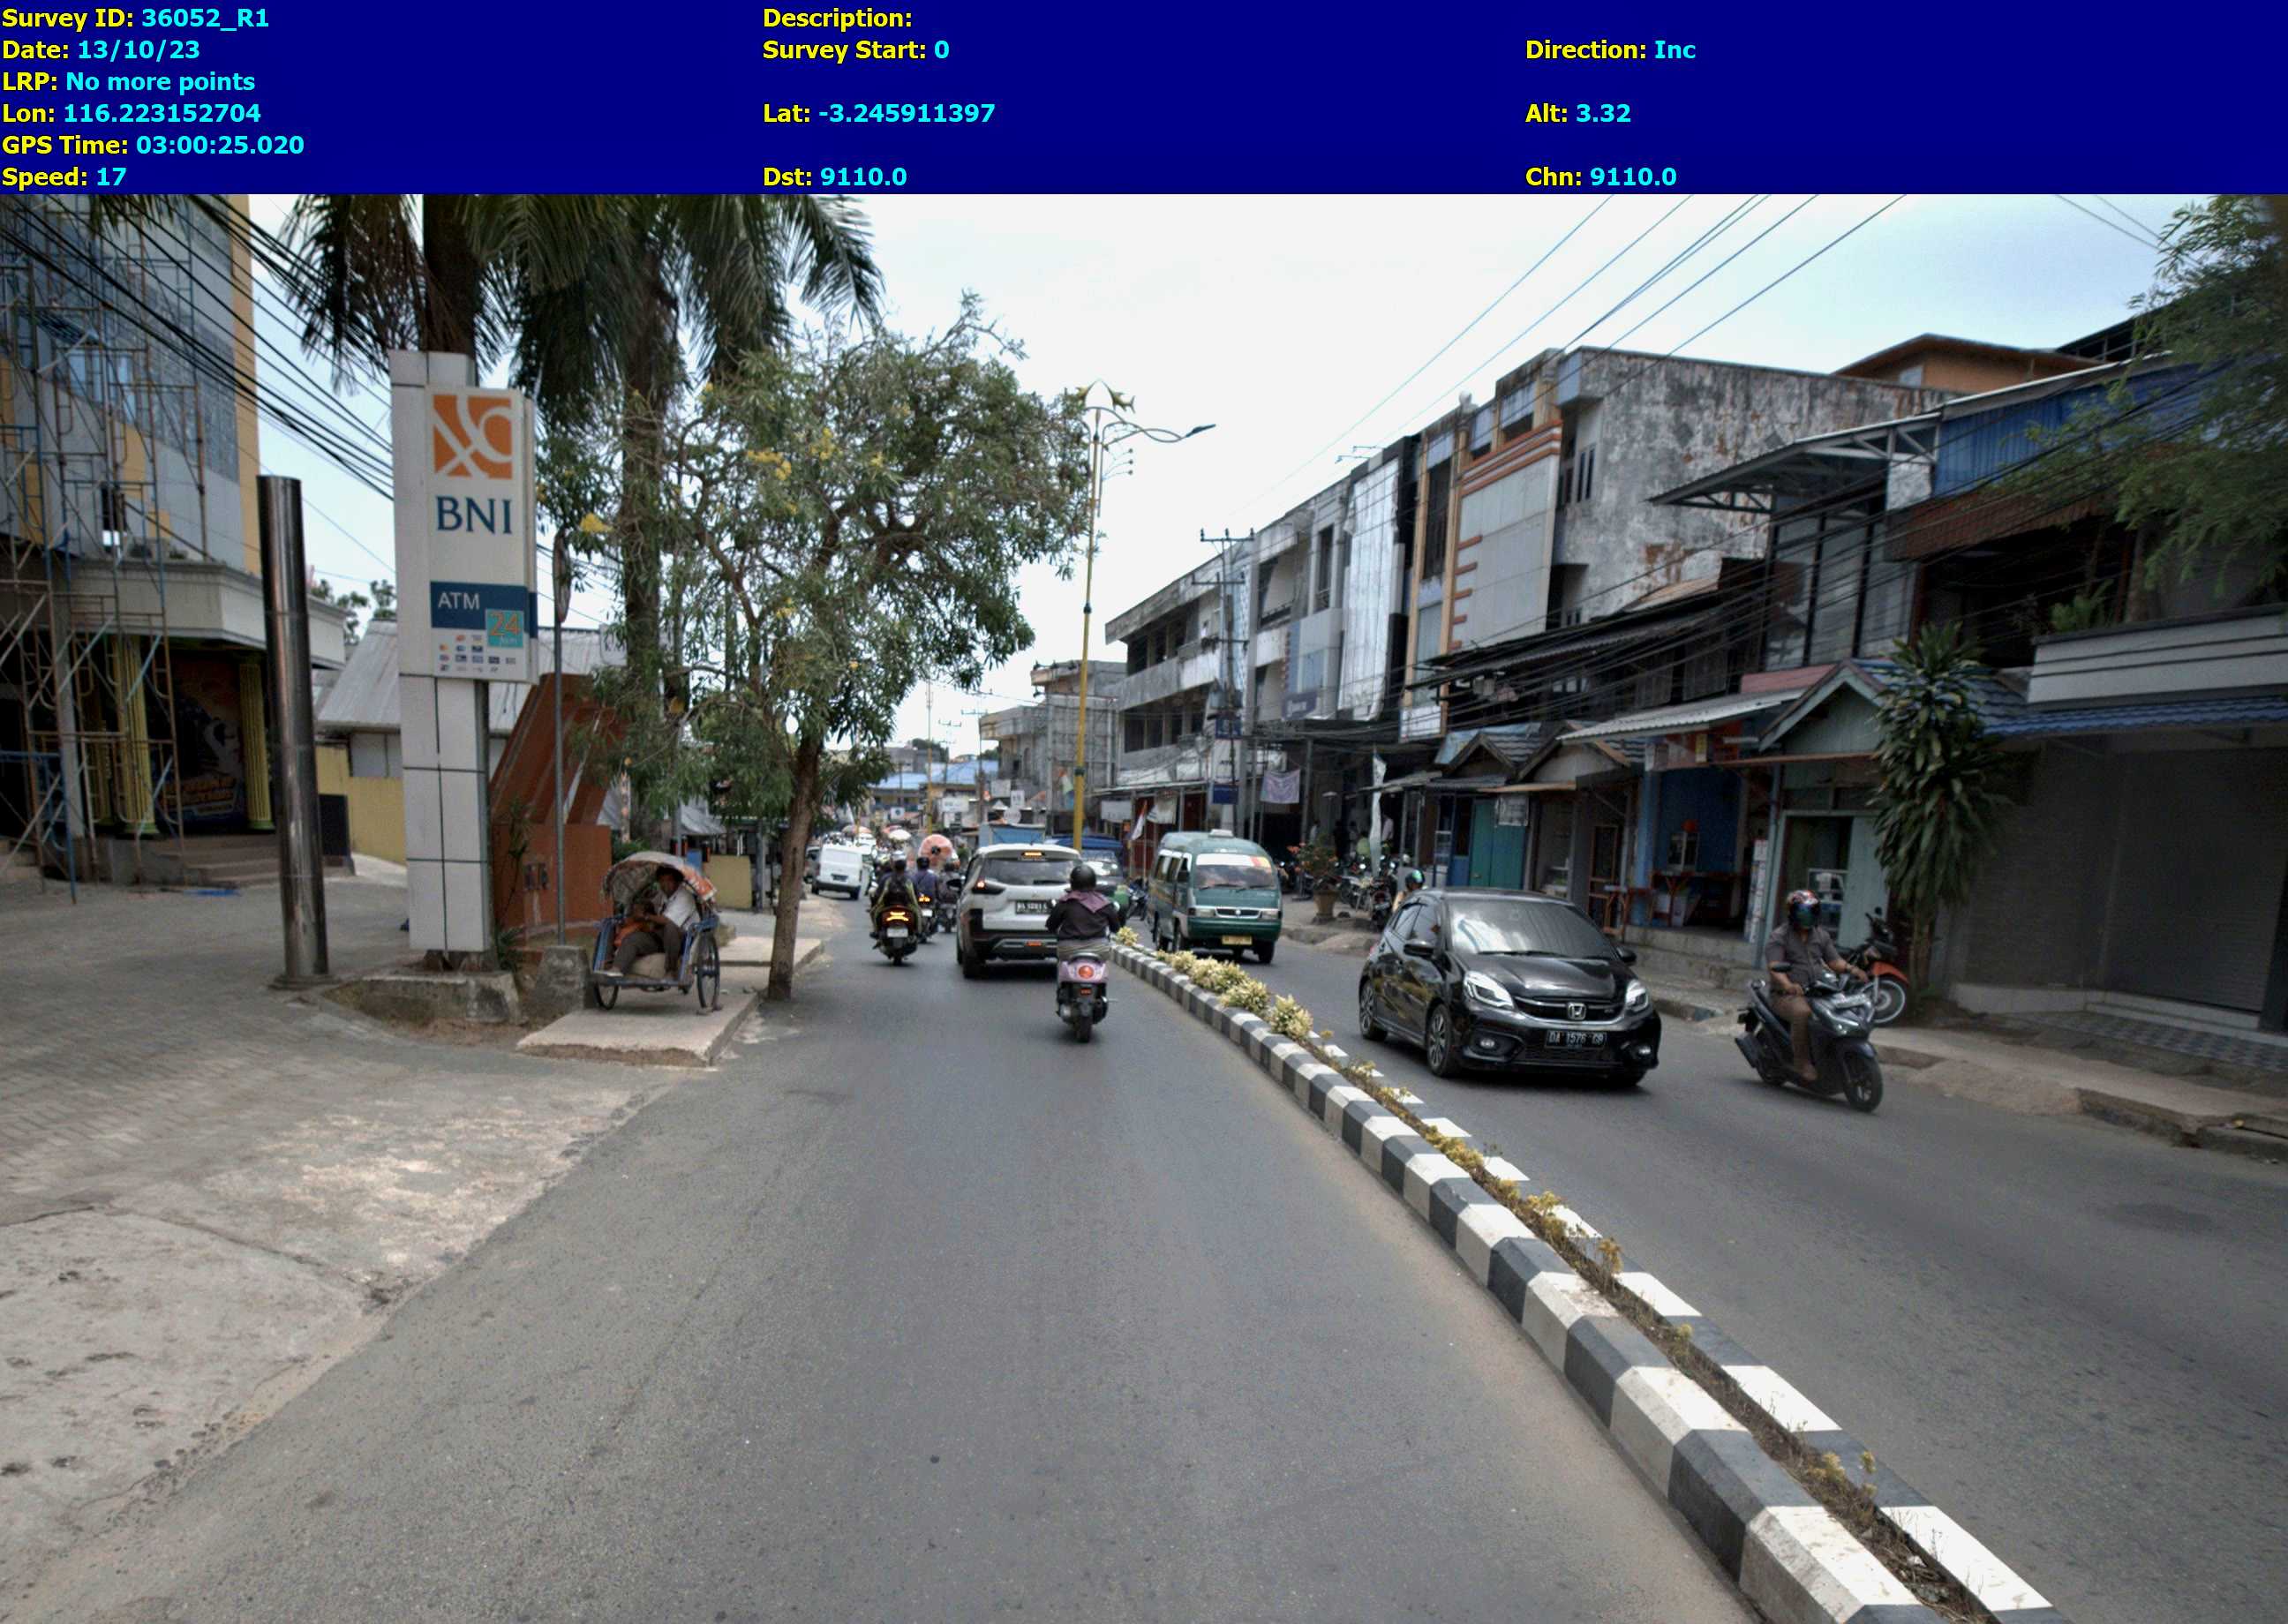 Survey ID: 36052_R1
Description:
Date: 13/10/23
Survey Start: 0
Direction: Inc
LRP: No more points
Lon: 116.223152704
Lat: -3.245911397
Alt: 3.32
GPS Time: 03:00:25.020
Speed: 17
Dst: 9110.0
Chn: 9110.0
BNI
ATM
24
DA 1576 GB